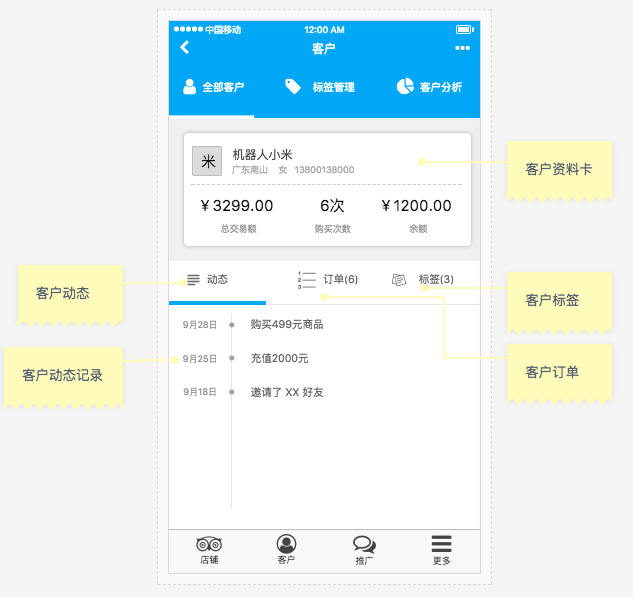 中国移动
12:00 AM
客户
全部客户
标签管理
客户分析
米
机器人小米
广东南山 女 13800138000
￥3299.00
6次
￥1200.00
总交易额
购买次数
余额
客户资料卡
动态
1
2
3
订单(6)
标签(3)
客户动态
客户标签
9月28日
购买499元商品
9月25日
充值2000元
9月18日
邀请了 XX 好友
客户动态记录
客户订单
店铺
客户
推广
更多